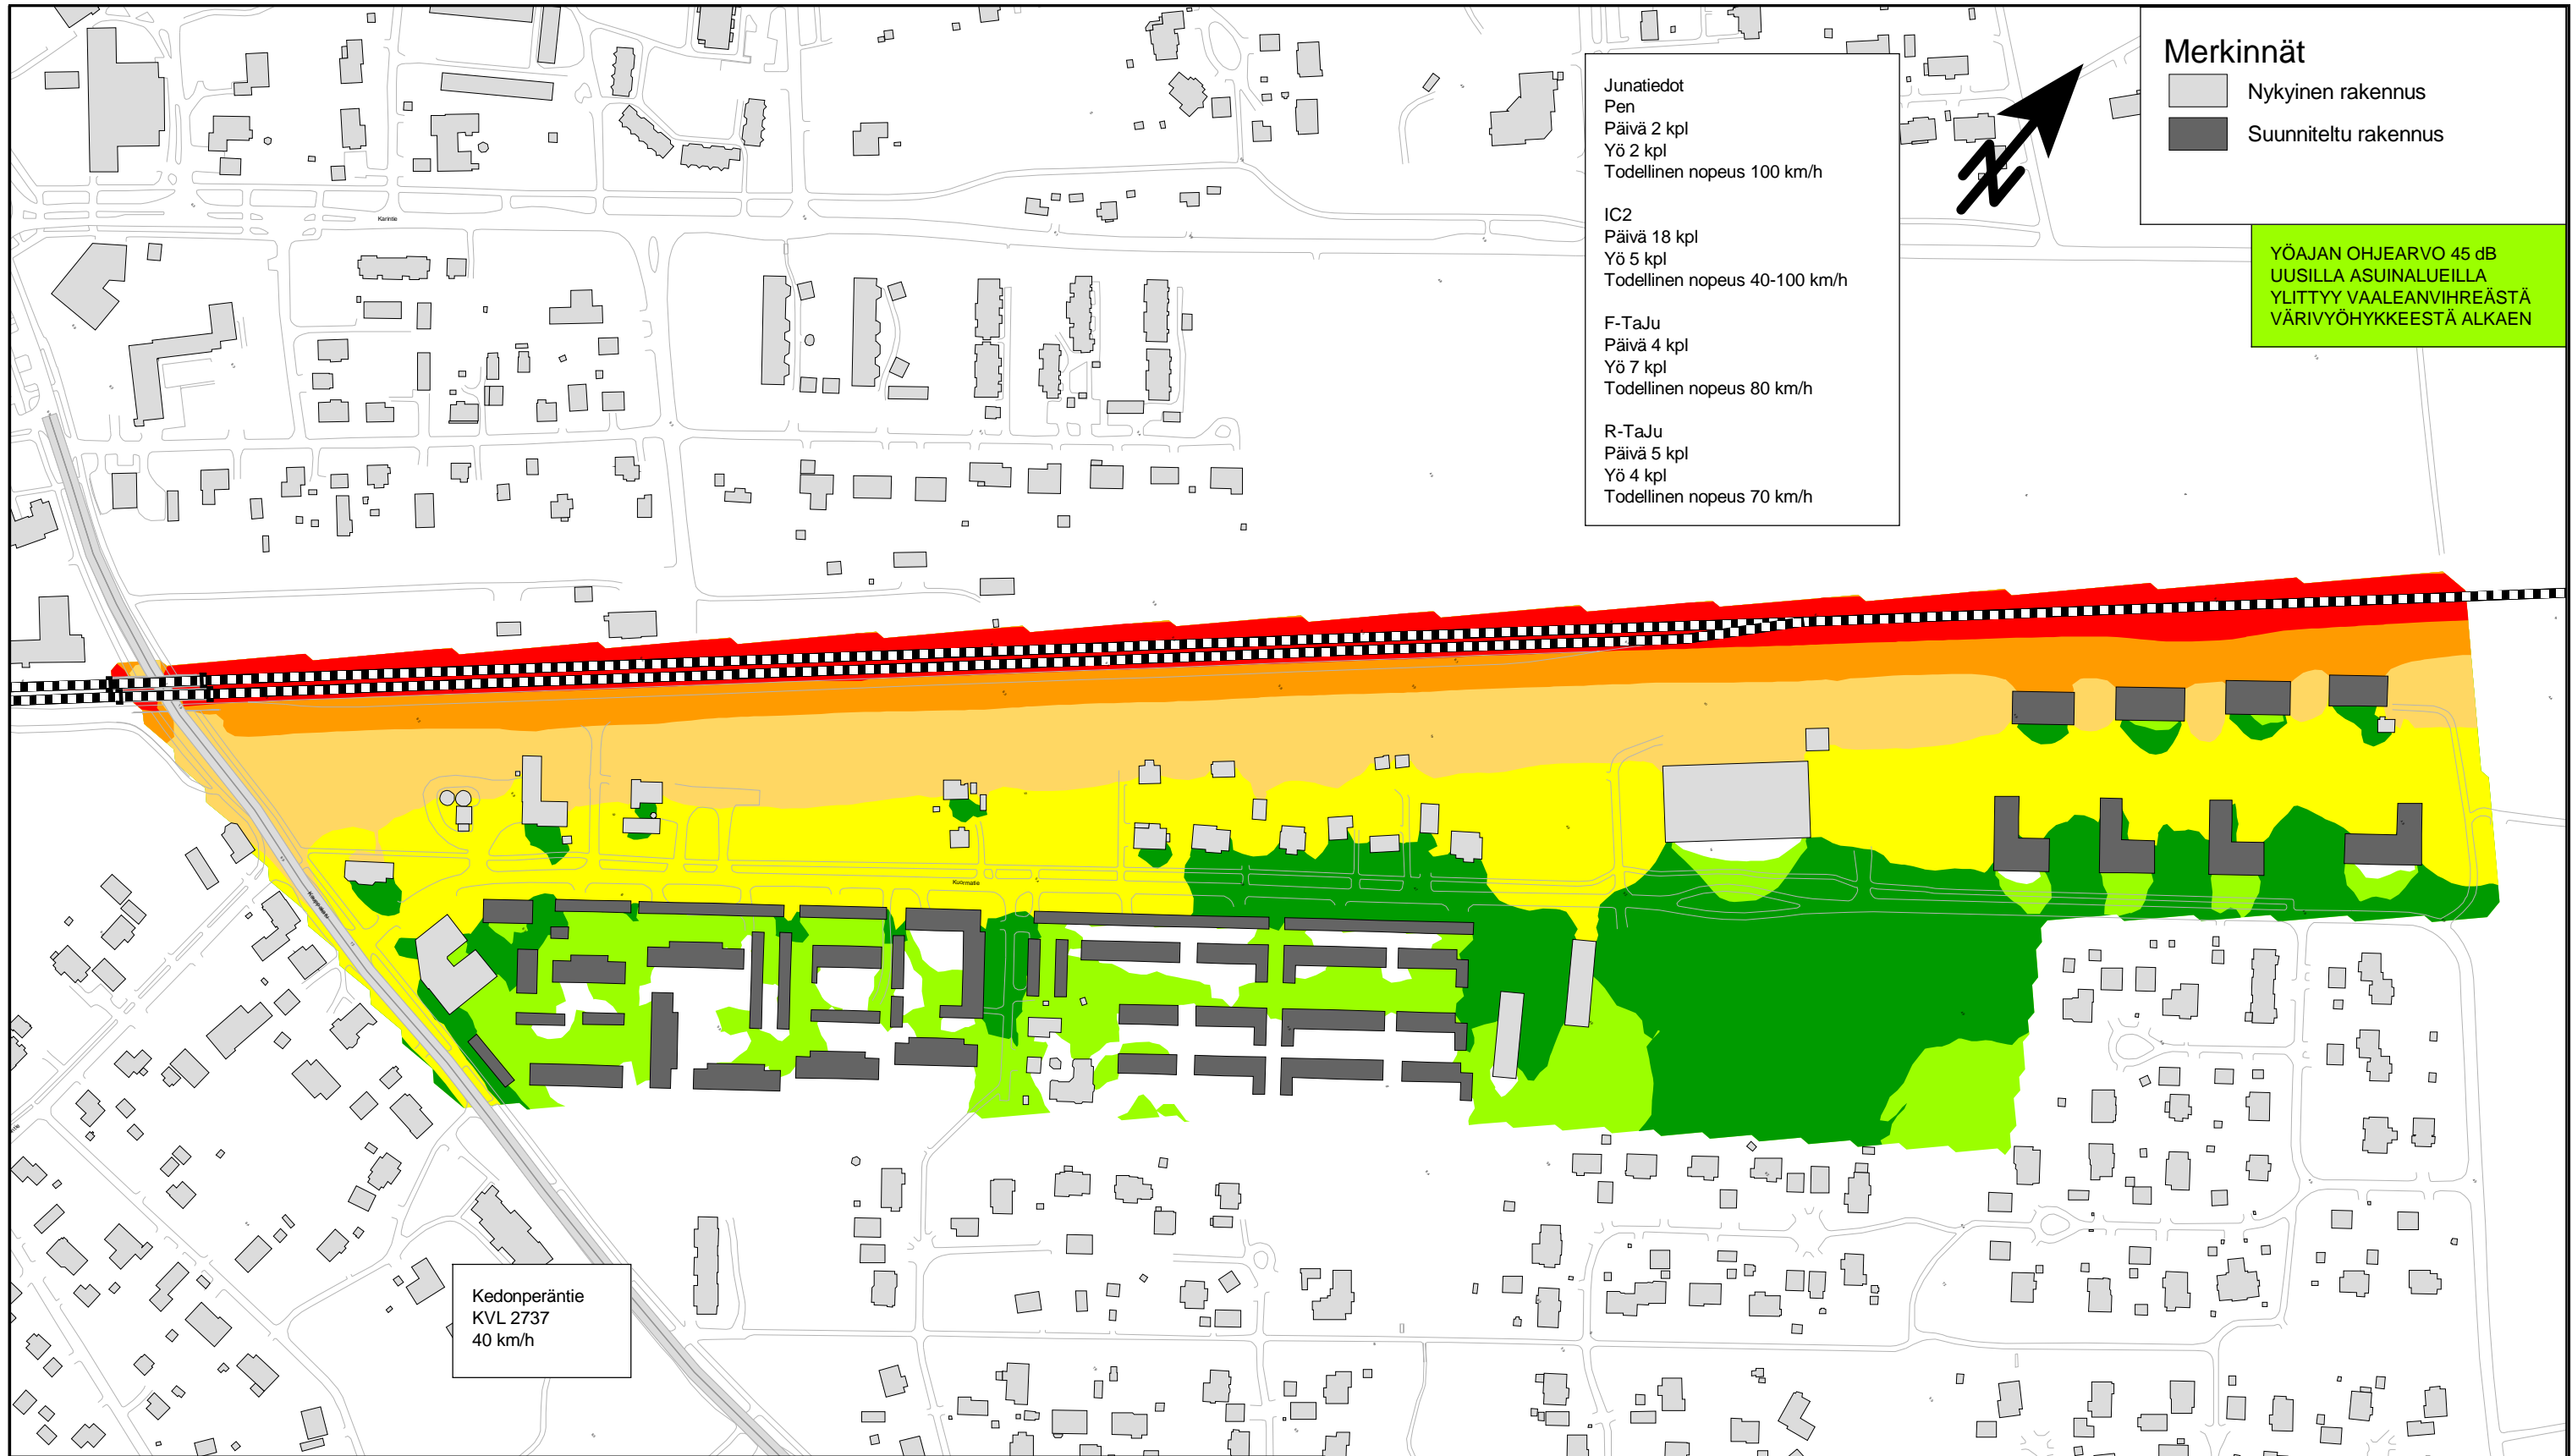 Junatiedot
Pen
Päivä 2 kpl
Yö 2 kpl
Todellinen nopeus 100 km/h
IC2
Päivä 18 kpl
Yö 5 kpl
Todellinen nopeus 40-100 km/h
F-TaJu
Päivä 4 kpl
Yö 7 kpl
Todellinen nopeus 80 km/h
R-TaJu
Päivä 5 kpl
Yö 4 kpl
Todellinen nopeus 70 km/h
Merkinnät
Nykyinen rakennus
Suunniteltu rakennus
YÖAJAN OHJEARVO 45 dB
UUSILLA ASUINALUEILLA
YLITTYY VAALEANVIHREÄSTÄ
VÄRIVYÖHYKKEESTÄ ALKAEN
Karintie
Kuormatie
Kedonperäntie
KVL 2737
40 km/h